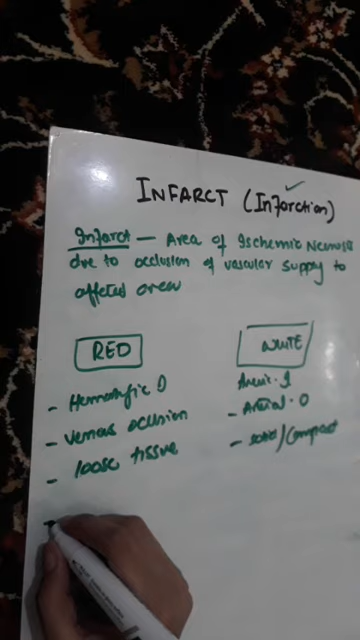 INFARCT (Infarction)
Infarct — Area of Ischemic Necrosis
due to occlusion of vascular supply to
affected area
RED
- Hemorrhagic I
- Venous occlusion
- loose tissue
-
WHITE
Anemic I
- Arterial O
- solid/Compact